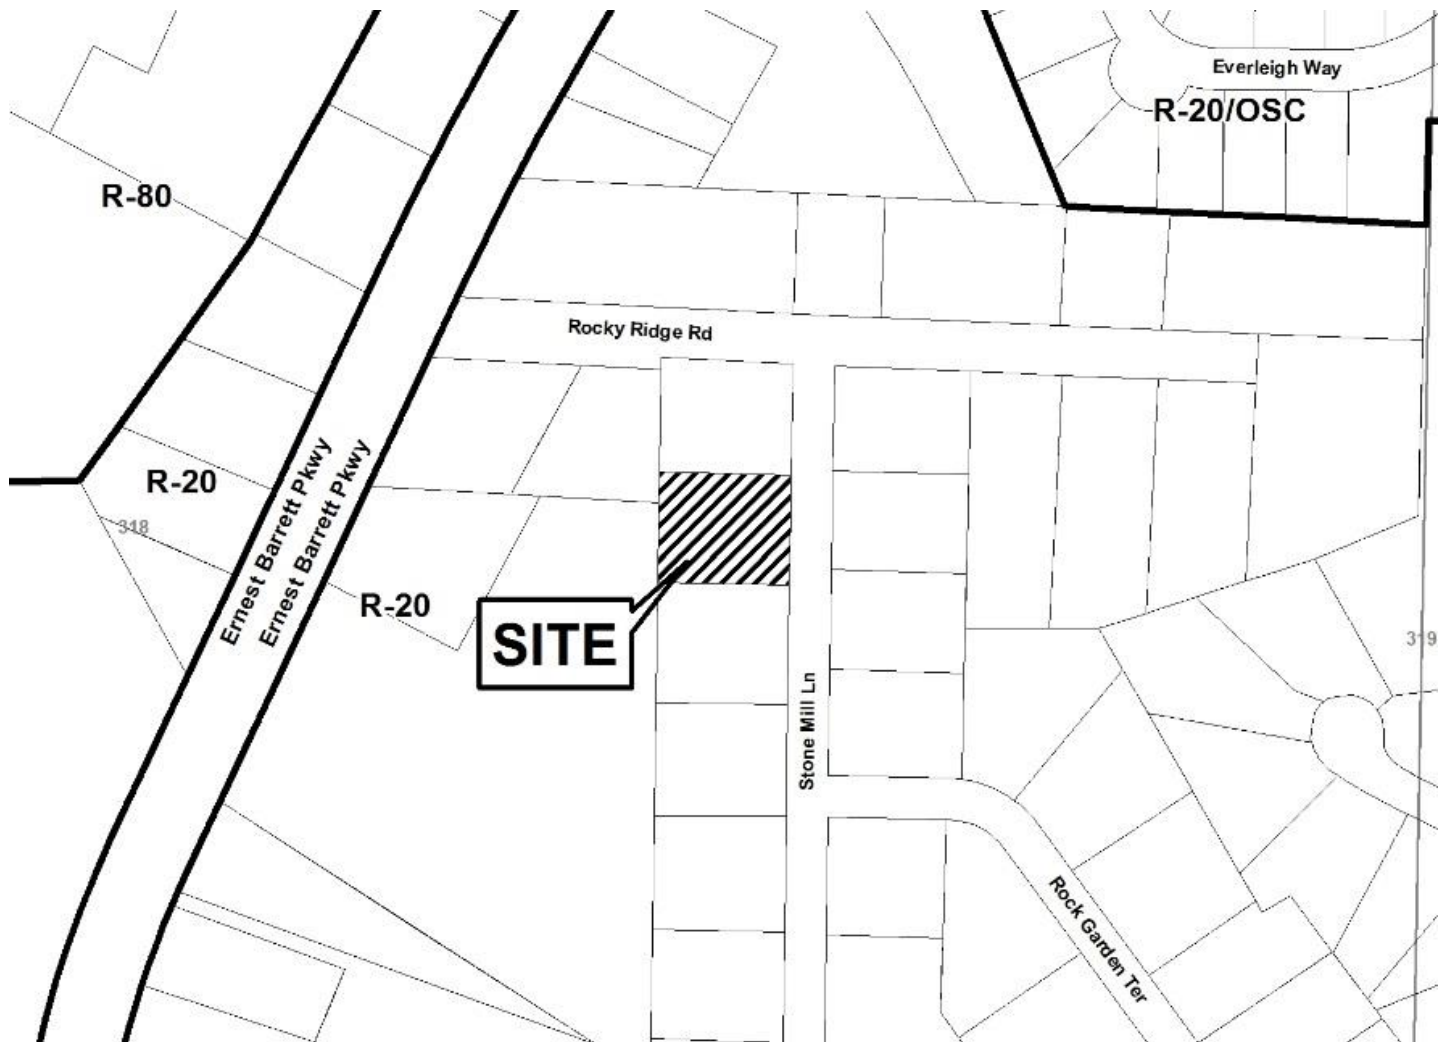 Everleigh Way
R-20/OSC
R-80
Rocky Ridge Rd
R-20
318
Ernest Barrett Pkwy
Ernest Barrett Pkwy
R-20
SITE
319
Stone Mill Ln
Rock Garden Ter